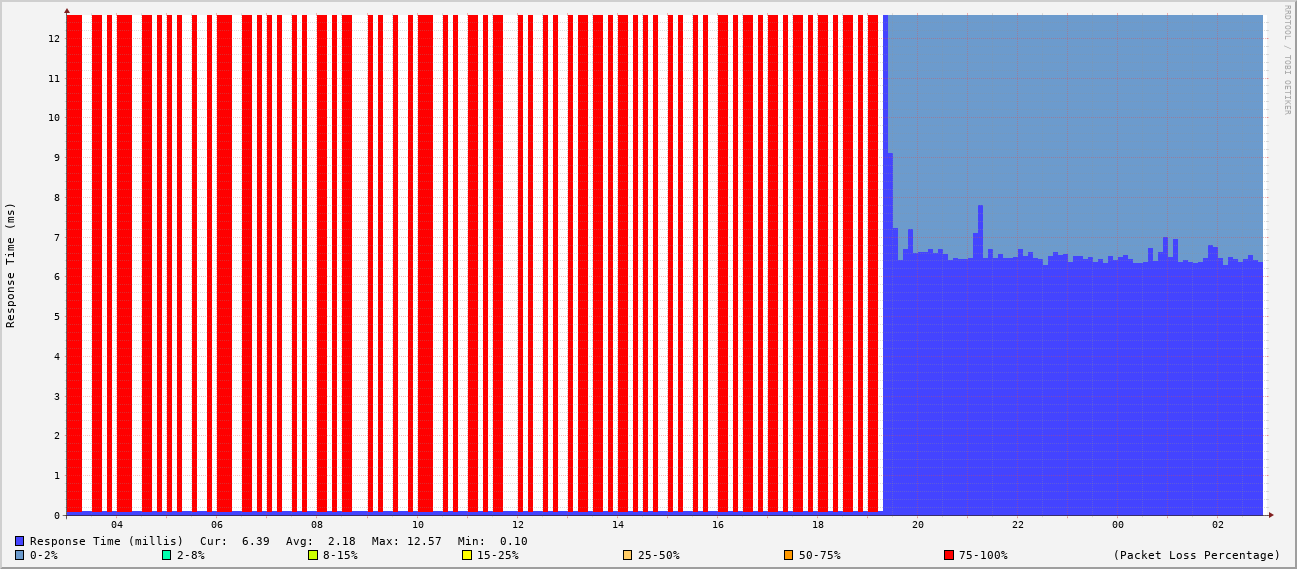 RRDTOOL / TOBI OETIKER
Response Time (ms)
12
11
10
9
8
7
6
5
4
3
2
1
0
04 06 08 10 12 14 16 18 20 22 00 02
Response Time (millis) Cur: 6.39 Avg: 2.18 Max: 12.57 Min: 0.10
0-2% 2-8% 8-15% 15-25% 25-50% 50-75% 75-100% (Packet Loss Percentage)